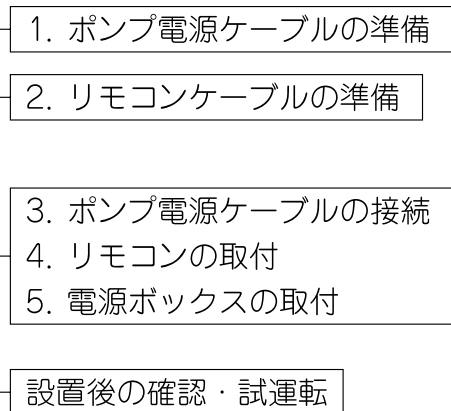 1. ポンプ電源ケーブルの準備
2. リモコンケーブルの準備
3. ポンプ電源ケーブルの接続
4. リモコンの取付
5. 電源ボックスの取付
設置後の確認・試運転